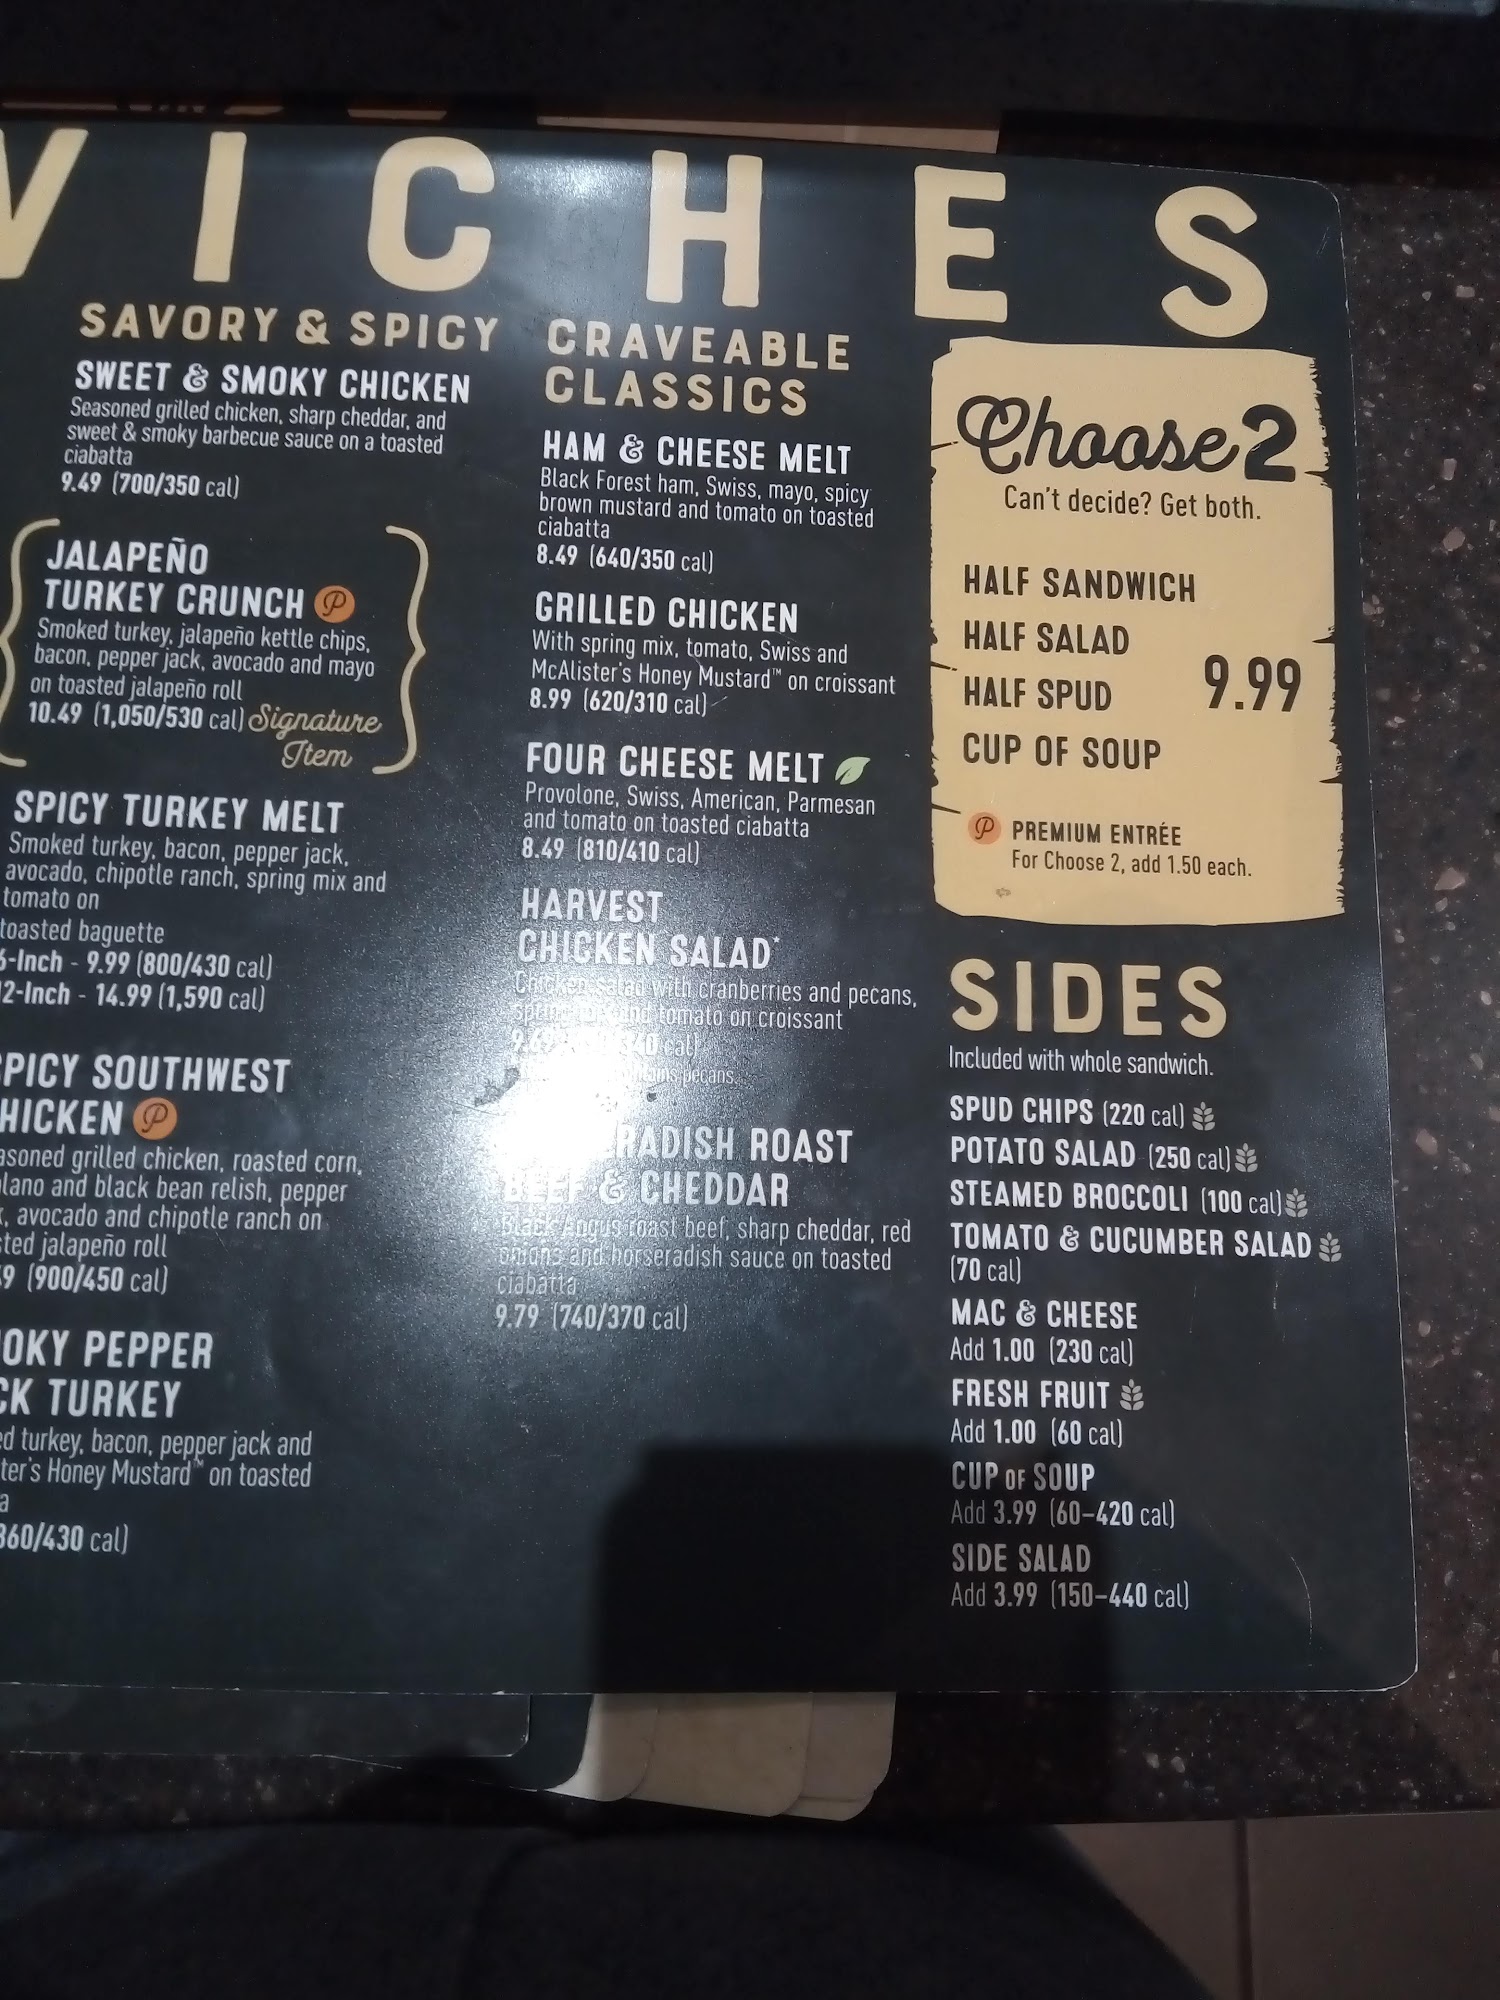 VICHES
SAVORY & SPICY
SWEET & SMOKY CHICKEN
Seasoned grilled chicken, sharp cheddar, and
sweet & smoky barbecue sauce on a toasted
ciabatta
9.49 (700/350 cal)
JALAPEÑO
TURKEY CRUNCH P
Smoked turkey, jalapeño kettle chips,
bacon, pepper jack, avocado and mayo
on toasted jalapeño roll
10.49 (1,050/530 cal) Signature
Item
SPICY TURKEY MELT
Smoked turkey, bacon, pepper jack,
avocado, chipotle ranch, spring mix and
tomato on
toasted baguette
6-Inch - 9.99 (800/430 cal)
2-Inch - 14.99 (1,590 cal)
PICY SOUTHWEST
HICKEN P
asoned grilled chicken, roasted corn,
lano and black bean relish, pepper
, avocado and chipotle ranch on
sted jalapeño roll
9 (900/450 cal)
OKY PEPPER
CK TURKEY
ed turkey, bacon, pepper jack and
ter's Honey Mustard™ on toasted
a
860/430 cal)
CRAVEABLE
CLASSICS
HAM & CHEESE MELT
Black Forest ham, Swiss, mayo, spicy
brown mustard and tomato on toasted
ciabatta
8.49 (640/350 cal)
GRILLED CHICKEN
With spring mix, tomato, Swiss and
McAlister's Honey Mustard™ on croissant
8.99 (620/310 cal)
FOUR CHEESE MELT
Provolone, Swiss, American, Parmesan
and tomato on toasted ciabatta
8.49 (810/410 cal)
HARVEST
CHICKEN SALAD*
Chicken salad with cranberries and pecans,
spring and tomato on croissant
cal)
pecans.
RADISH ROAST
BEEF & CHEDDAR
Black Angus roast beef, sharp cheddar, red
onions and horseradish sauce on toasted
ciabatta
9.79 (740/370 cal)
Choose 2
Can't decide? Get both.
HALF SANDWICH
HALF SALAD
HALF SPUD
9.99
CUP OF SOUP
P PREMIUM ENTRÉE
For Choose 2, add 1.50 each.
SIDES
Included with whole sandwich.
SPUD CHIPS (220 cal)
POTATO SALAD (250 cal)
STEAMED BROCCOLI (100 cal)
TOMATO & CUCUMBER SALAD
(70 cal)
MAC & CHEESE
Add 1.00 (230 cal)
FRESH FRUIT
Add 1.00 (60 cal)
CUP OF SOUP
Add 3.99 (60–420 cal)
SIDE SALAD
Add 3.99 (150–440 cal)